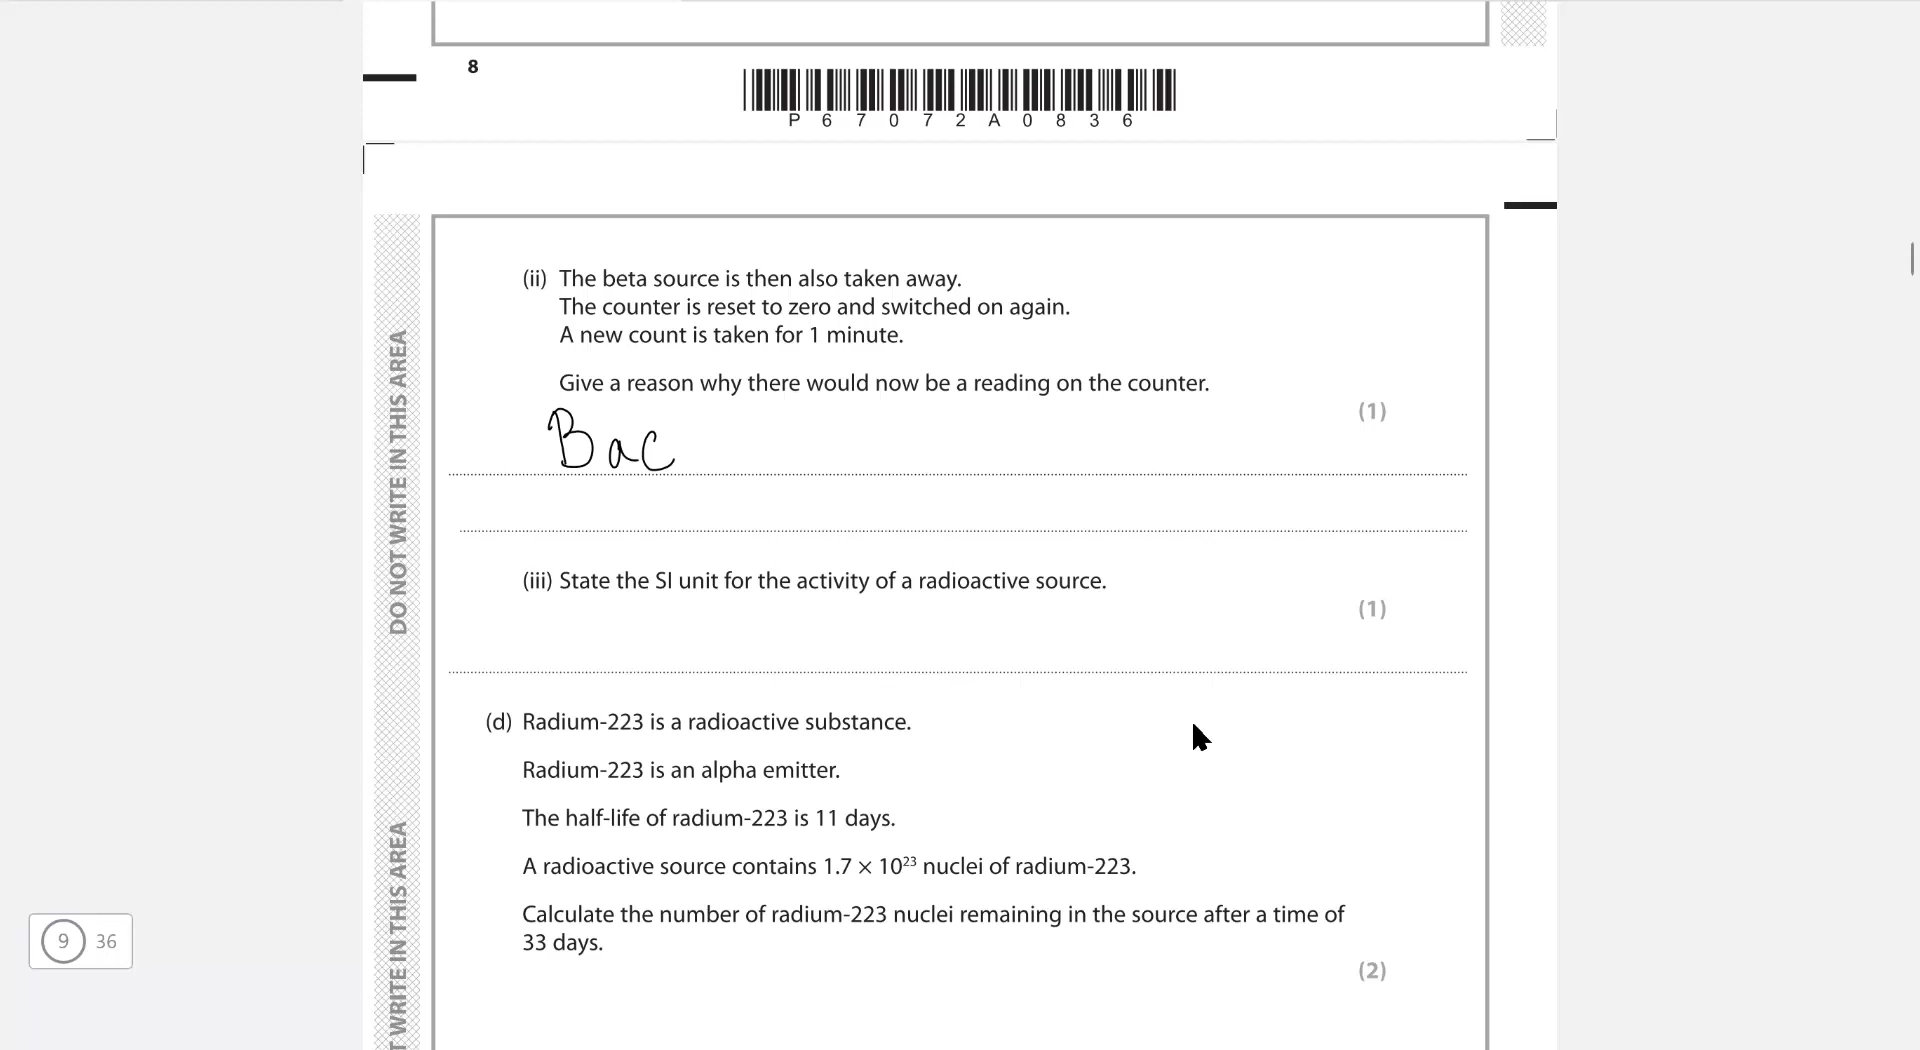 8
P 6 7 0 7 2 A 0 8 3 6
(ii) The beta source is then also taken away.
The counter is reset to zero and switched on again.
A new count is taken for 1 minute.
Give a reason why there would now be a reading on the counter.
(1)
Bac
(iii) State the SI unit for the activity of a radioactive source.
(1)
(d) Radium-223 is a radioactive substance.
Radium-223 is an alpha emitter.
The half-life of radium-223 is 11 days.
A radioactive source contains 1.7 × 10²³ nuclei of radium-223.
Calculate the number of radium-223 nuclei remaining in the source after a time of
33 days.
(2)
DO NOT WRITE IN THIS AREA
T WRITE IN THIS AREA
9 36